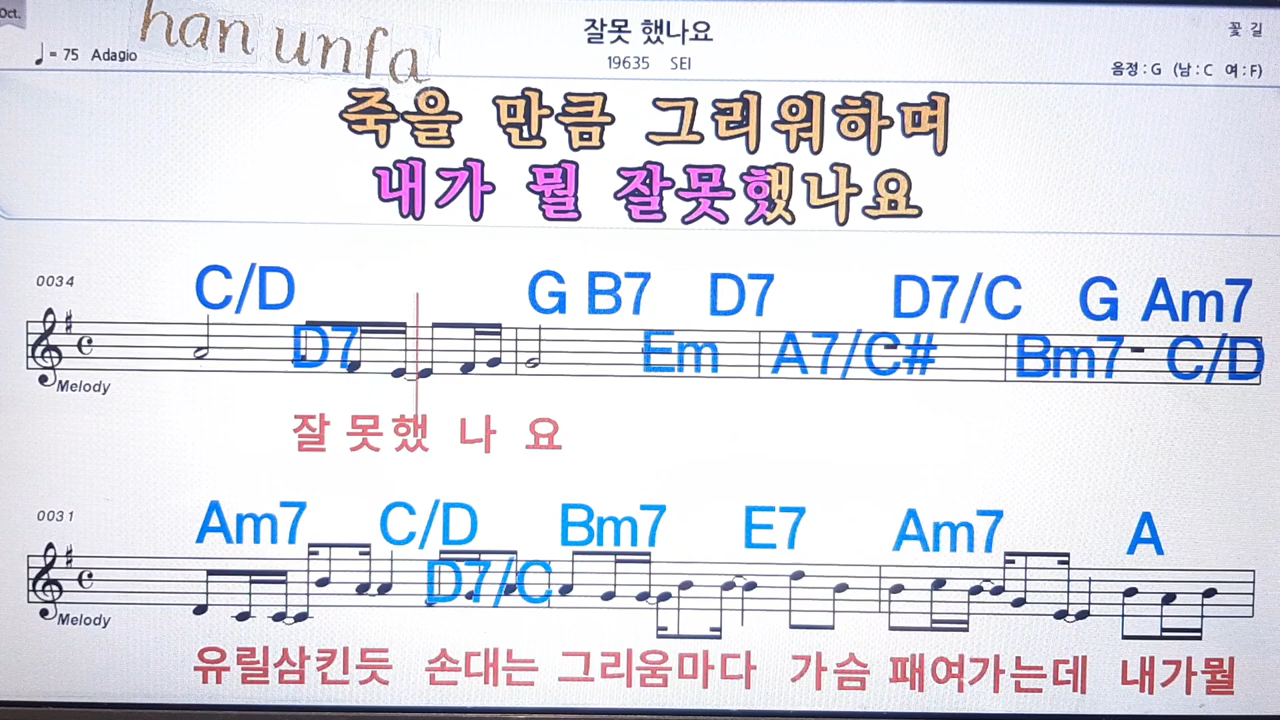 Oct.
han unfa
잘못 했나요
꽃 길
♩= 75 Adagio
19635 SEI
음정 : G (남 : C 여 : F)
죽을 만큼 그리워하며
내가 뭘 잘못했나요
0034
C/D G B7 D7 D7/C G Am7
D7 Em A7/C# Bm7- C/D
Melody
잘 못했 나 요
0031
Am7 C/D Bm7 E7 Am7 A
D7/C
Melody
유릴삼킨듯 손대는 그리움마다 가슴 패여가는데 내가뭘